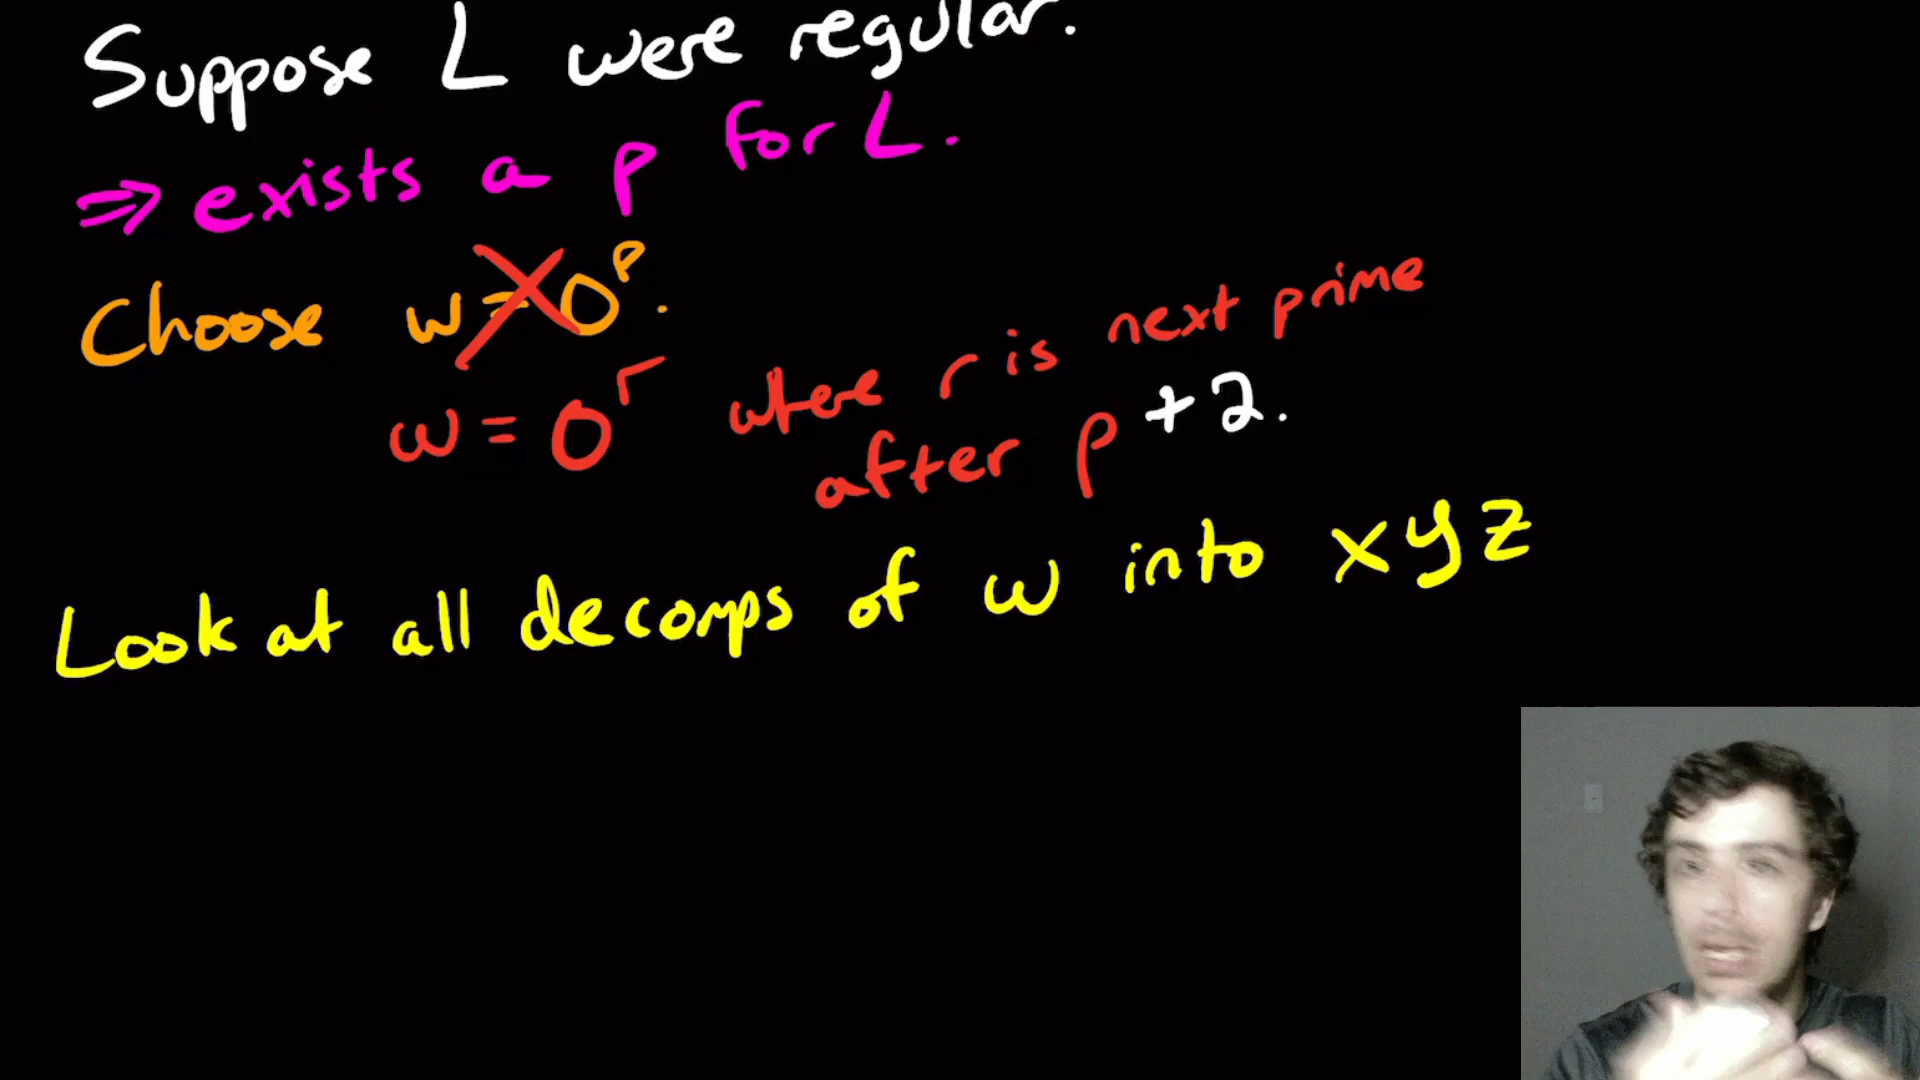 Suppose L were regular.
⇒ exists a p for L.
Choose w = 0^p.
w = 0^r where r is next prime
after p + 2.
Look at all decomps of w into xyz